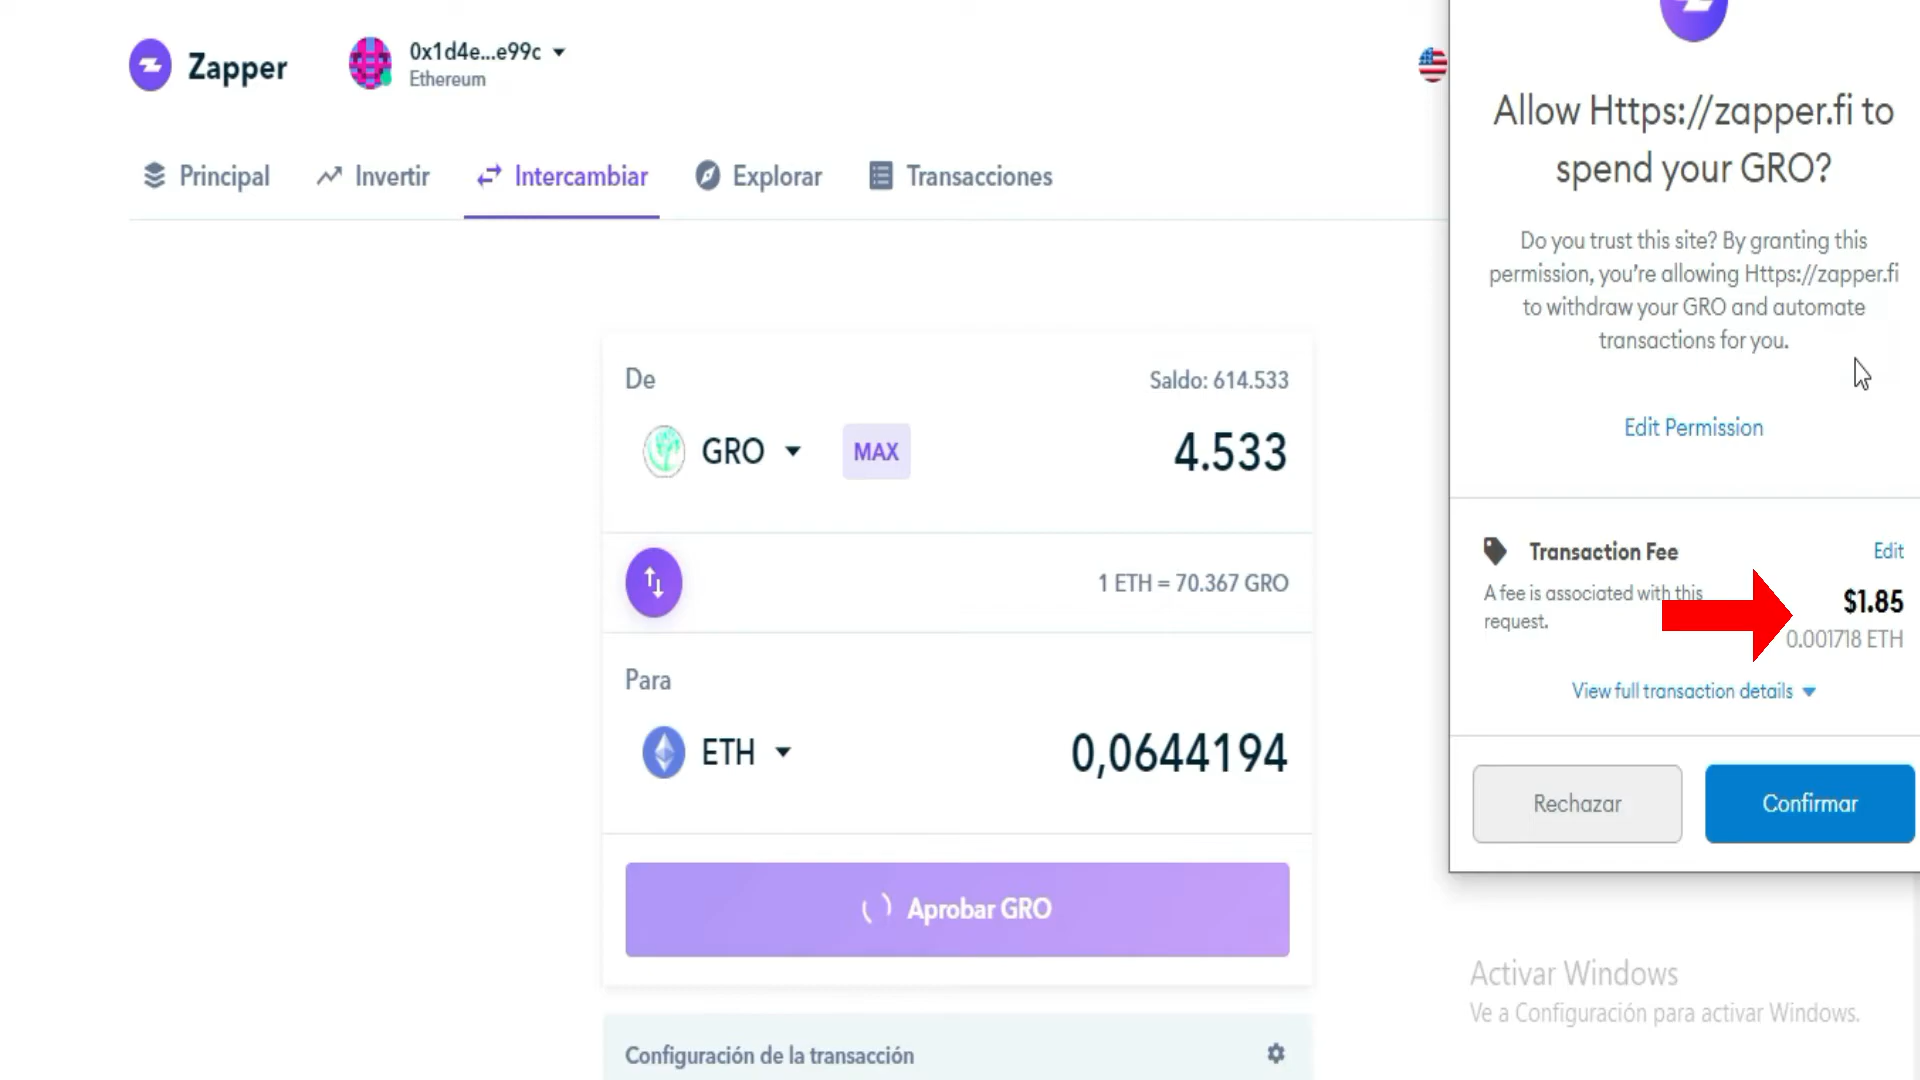 Zapper
0x1d4e...e99c
Ethereum
Principal
Invertir
Intercambiar
Explorar
Transacciones
De
Saldo: 614.533
GRO
MAX
4.533
1 ETH = 70.367 GRO
Para
ETH
0,0644194
Aprobar GRO
Configuración de la transacción
Allow Https://zapper.fi to
spend your GRO?
Do you trust this site? By granting this
permission, you're allowing Https://zapper.fi
to withdraw your GRO and automate
transactions for you.
Edit Permission
Transaction Fee
Edit
A fee is associated with this
request.
$1.85
0.001718 ETH
View full transaction details
Rechazar
Confirmar
Activar Windows
Ve a Configuración para activar Windows.